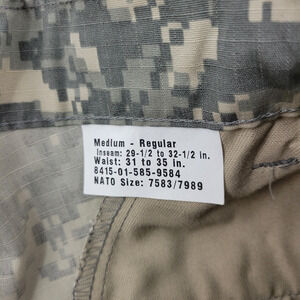 Medium - Regular
Inseam: 29-1/2 to 32-1/2 in.
Waist: 31 to 35 in.
8415-01-585-9584
NATO Size: 7583/7989